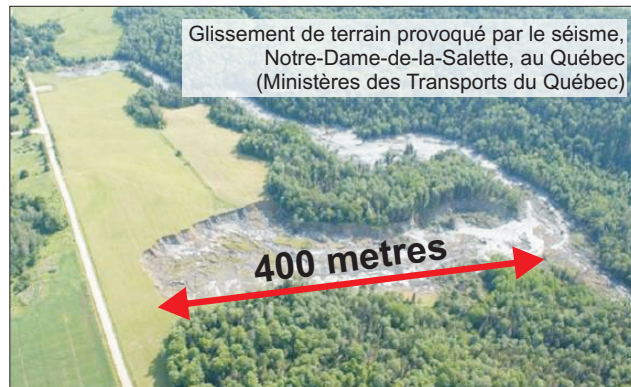 Glissement de terrain provoqué par le séisme,
Notre-Dame-de-la-Salette, au Québec
(Ministères des Transports du Québec)
400 metres